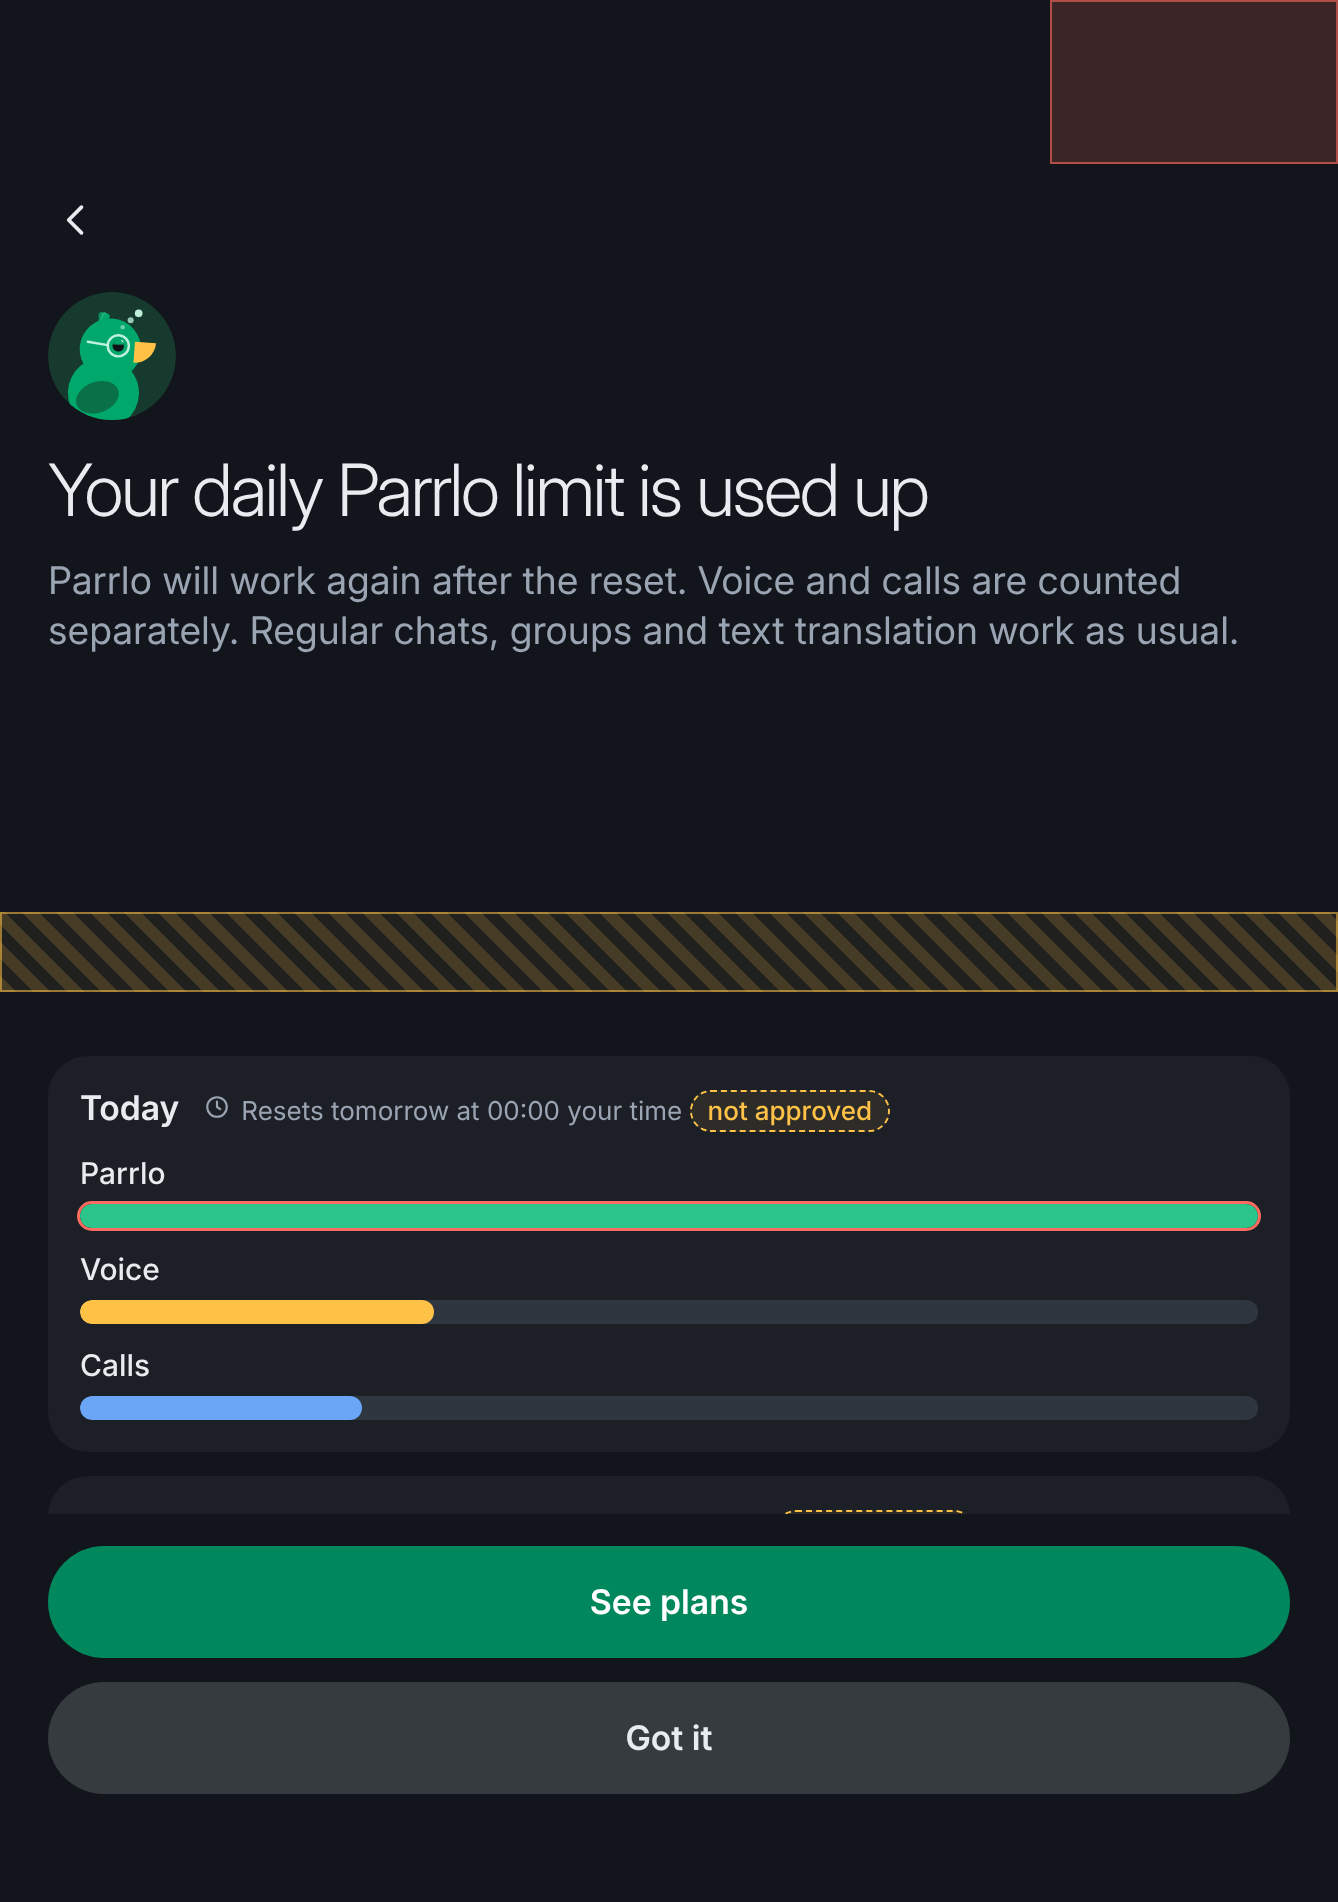 Your daily Parrlo limit is used up
Parrlo will work again after the reset. Voice and calls are counted
separately. Regular chats, groups and text translation work as usual.
Today Resets tomorrow at 00:00 your time not approved
Parrlo
Voice
Calls
See plans
Got it